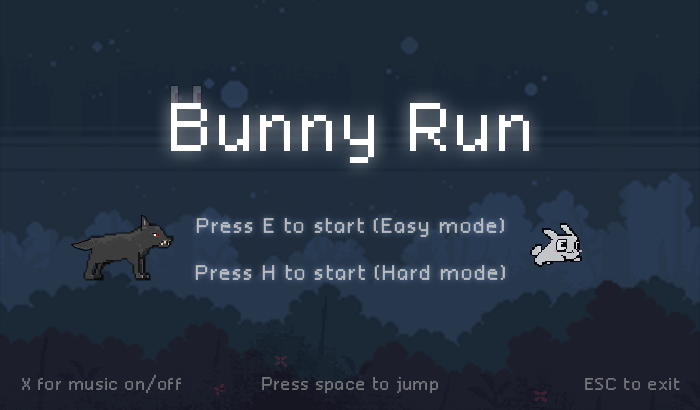 Bunny Run
Press E to start (Easy mode)
Press H to start (Hard mode)
X for music on/off
Press space to jump
ESC to exit